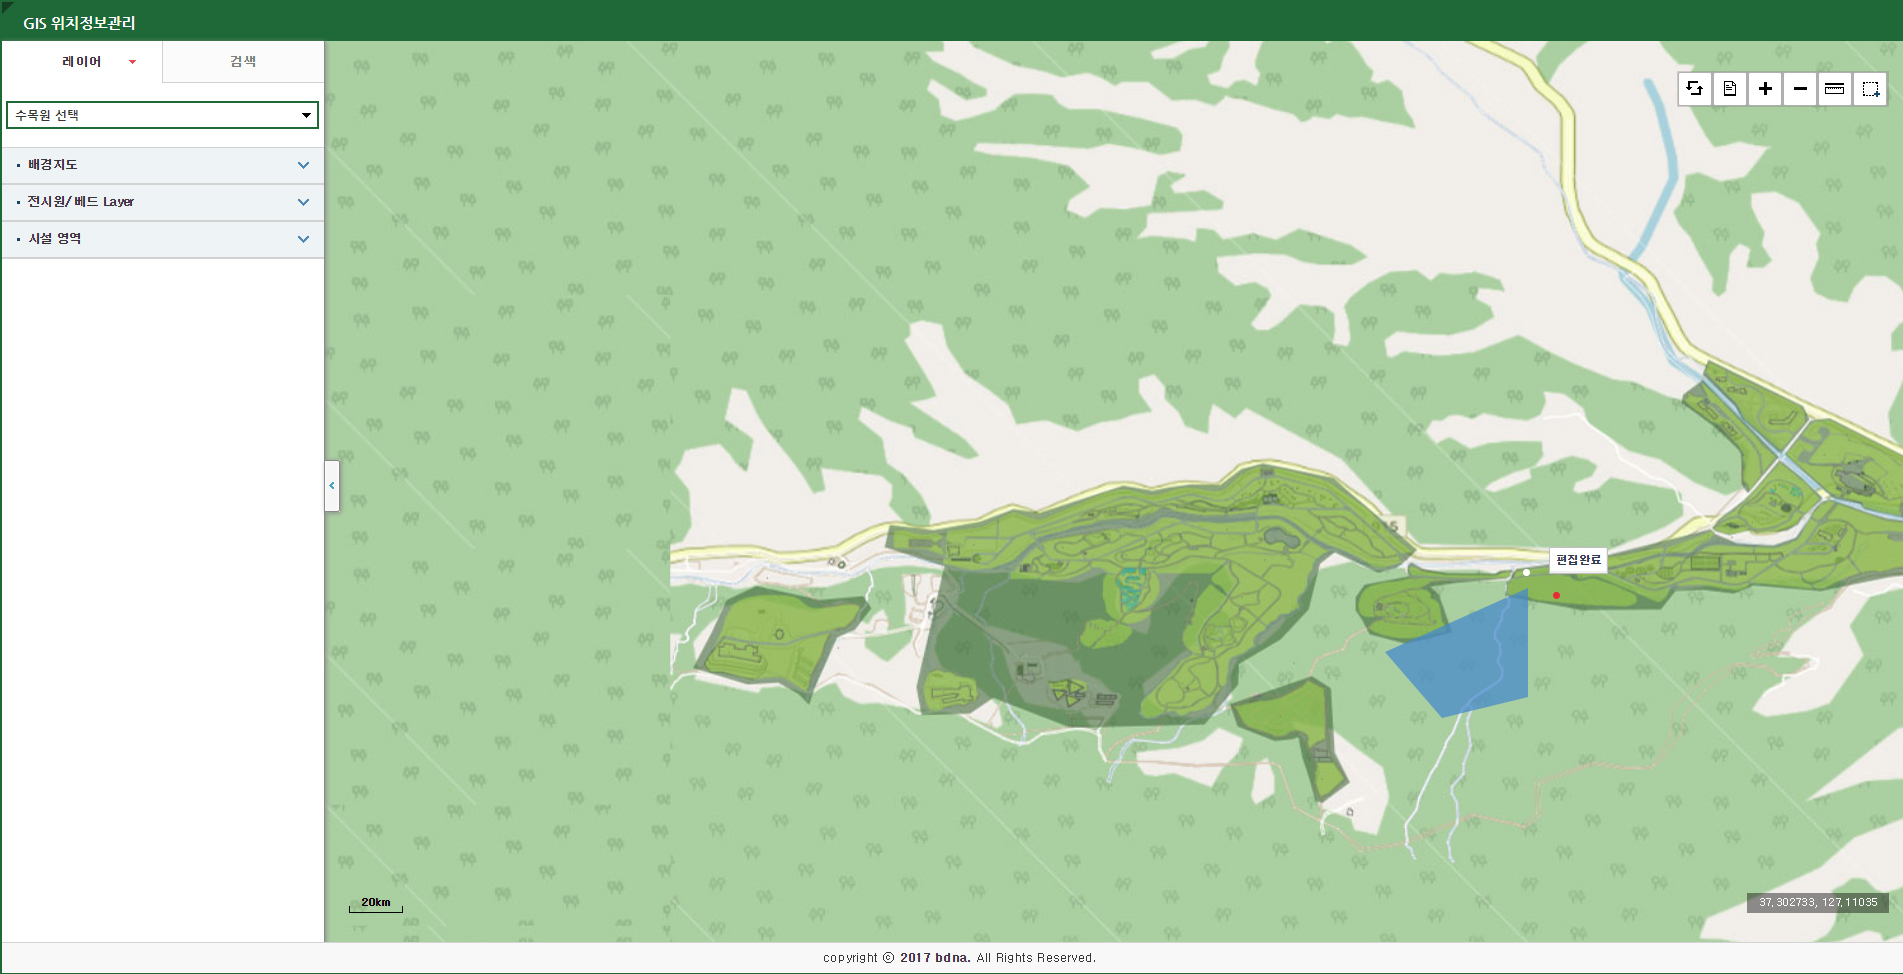 GIS 위치정보관리
레이어
검색
수목원 선택
배경지도
전시원/베드 Layer
시설 영역
편집완료
20km
37,302733, 127,11035
copyright ⓒ 2017 bdna. All Rights Reserved.